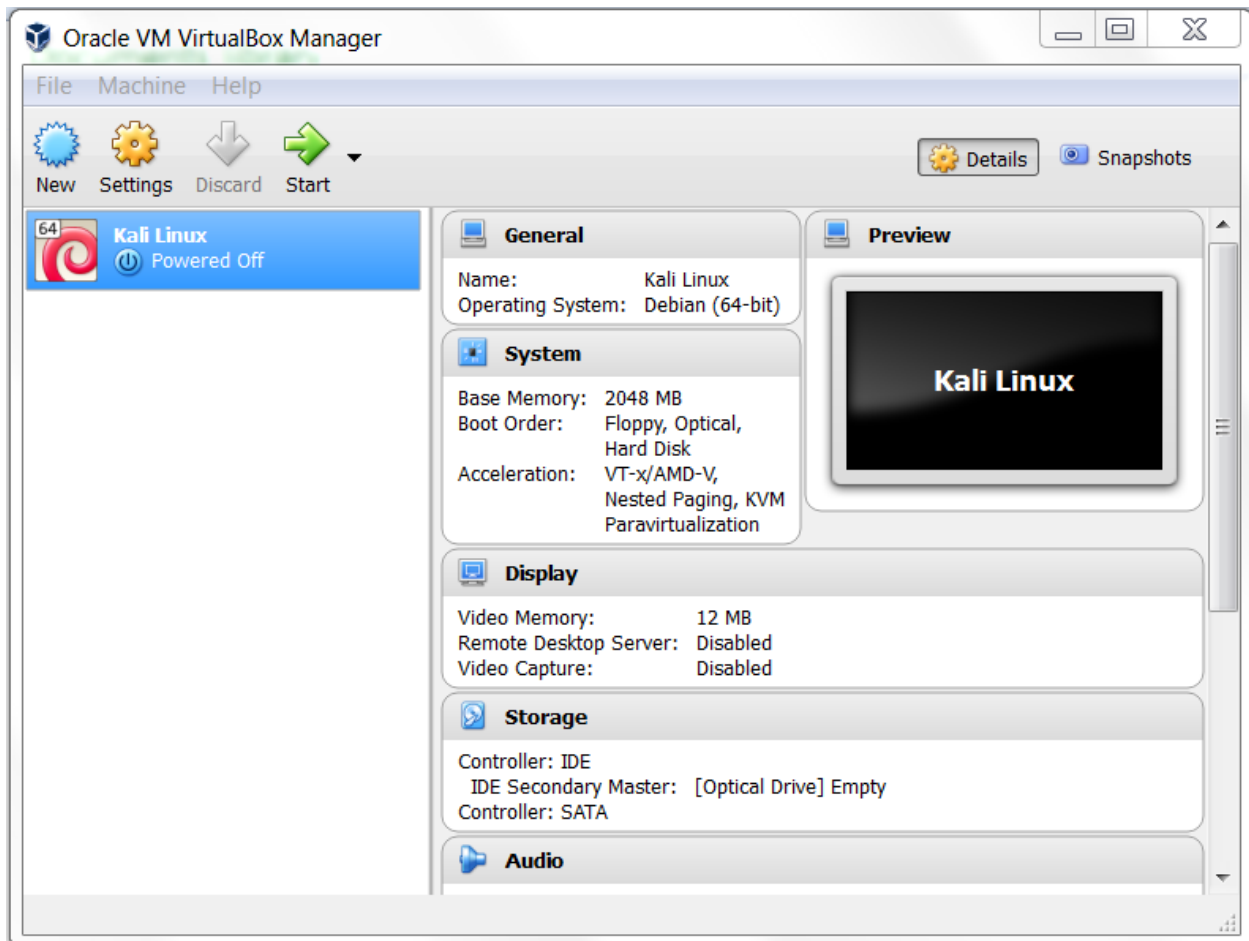 Oracle VM VirtualBox Manager
File Machine Help
New Settings Discard Start
Details Snapshots
64
Kali Linux
Powered Off
General
Name: Kali Linux
Operating System: Debian (64-bit)
Preview
Kali Linux
System
Base Memory: 2048 MB
Boot Order: Floppy, Optical,
Hard Disk
Acceleration: VT-x/AMD-V,
Nested Paging, KVM
Paravirtualization
Display
Video Memory: 12 MB
Remote Desktop Server: Disabled
Video Capture: Disabled
Storage
Controller: IDE
IDE Secondary Master: [Optical Drive] Empty
Controller: SATA
Audio